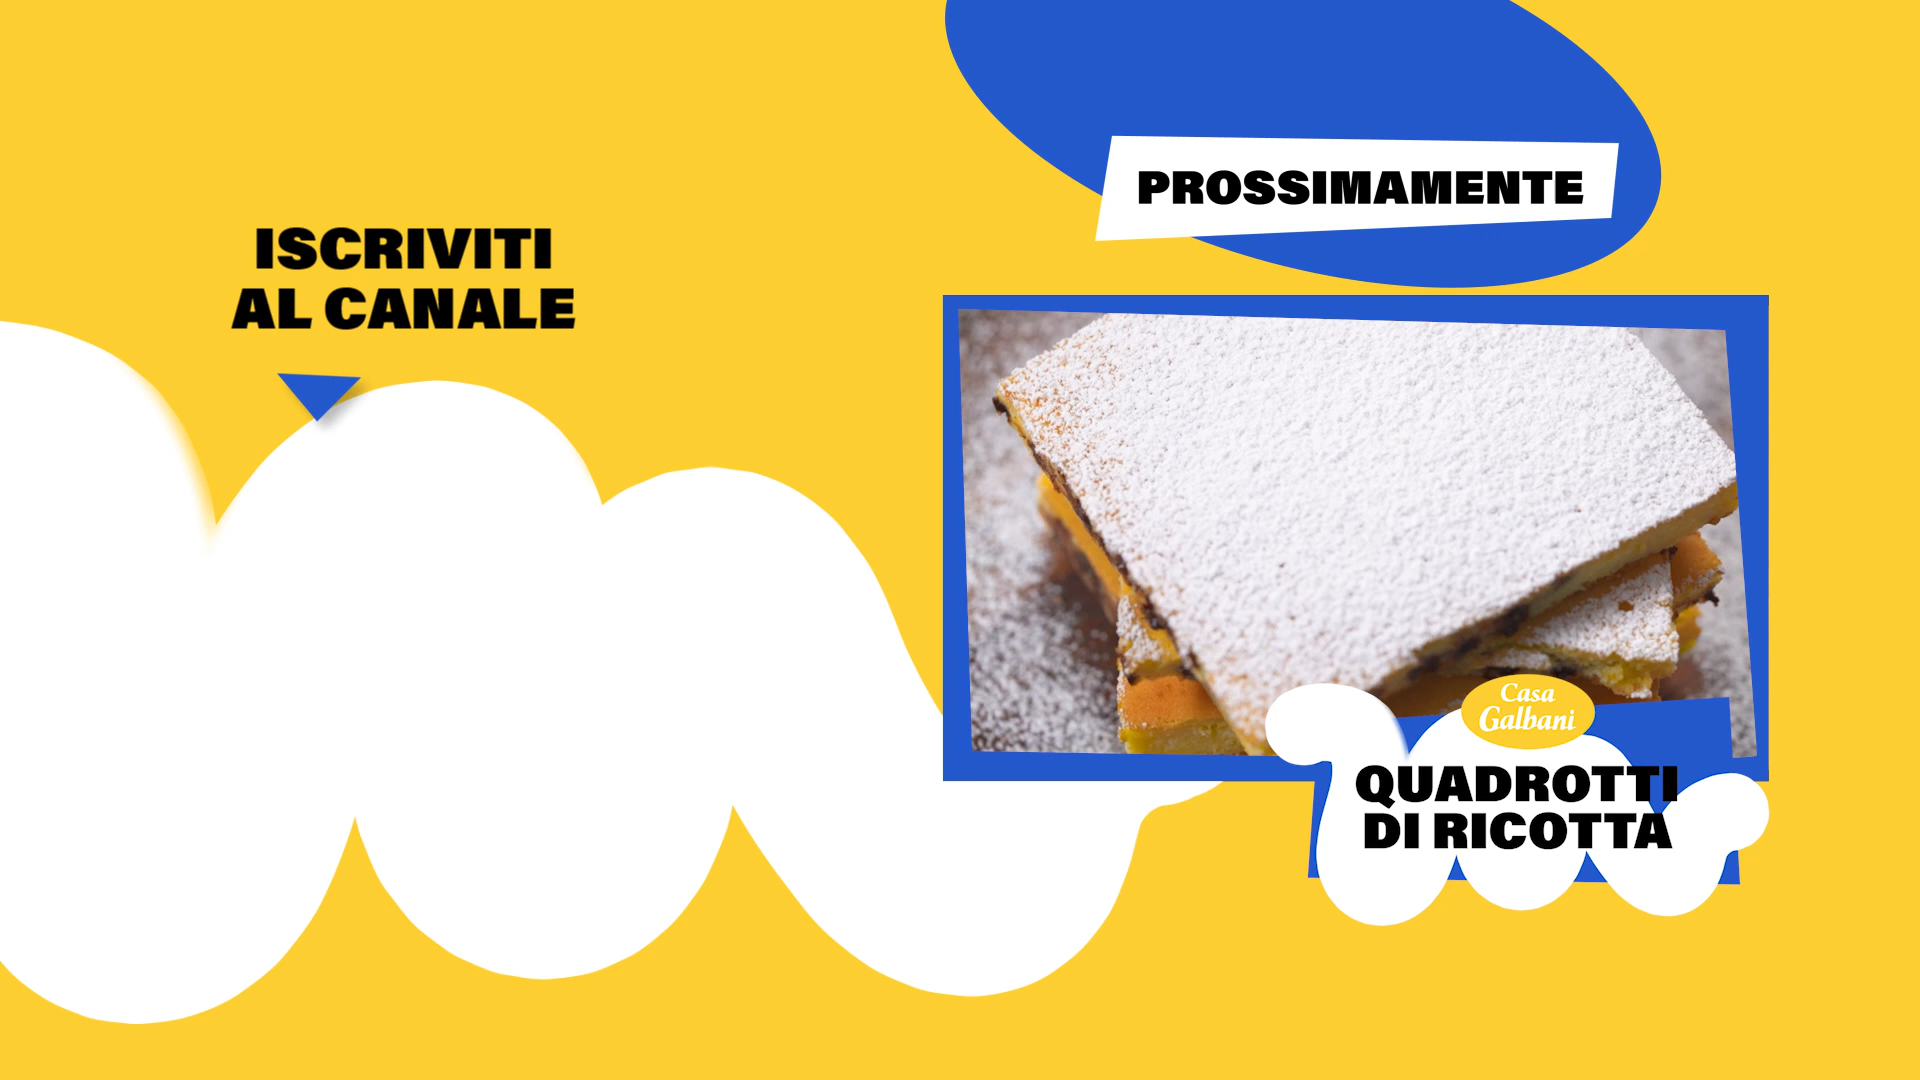 ISCRIVITI
AL CANALE
PROSSIMAMENTE
Casa
Galbani
QUADROTTI
DI RICOTTA